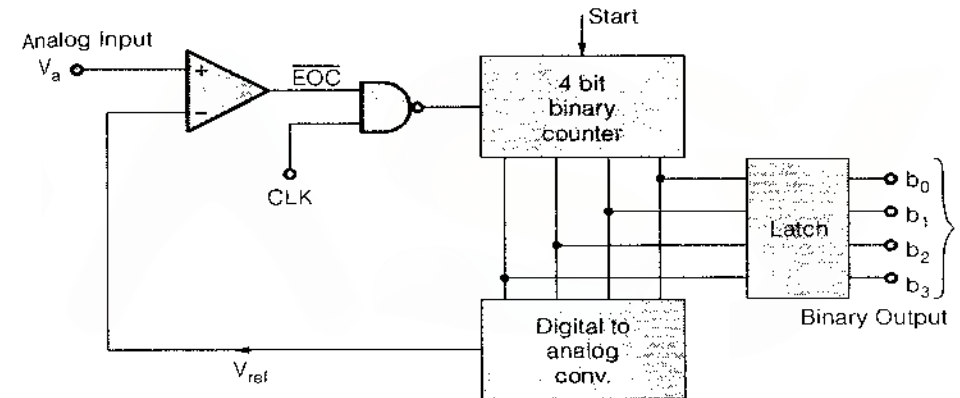 Start
Analog Input
Va
+
EOC
−
4 bit
binary
counter
CLK
b0
b1
Latch
b2
b3
Binary Output
Digital to
analog
conv.
Vref